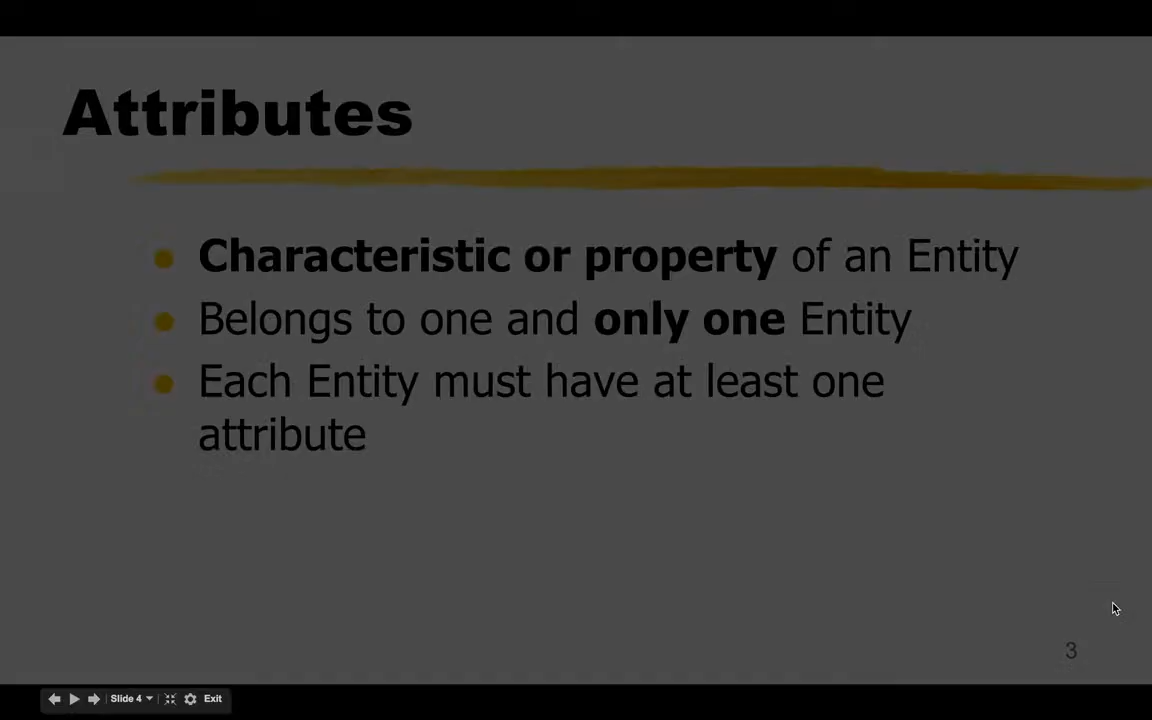 Attributes
Characteristic or property of an Entity
Belongs to one and only one Entity
Each Entity must have at least one
attribute
3
Slide 4
Exit